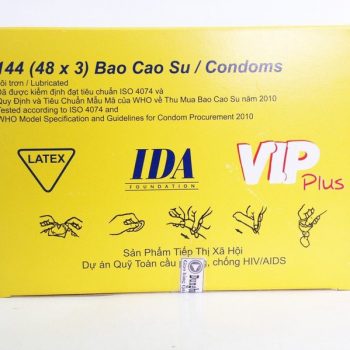 144 (48 x 3) Bao Cao Su / Condoms
Bôi trơn / Lubricated
Đã được kiểm định đạt tiêu chuẩn ISO 4074 và
Quy Định và Tiêu Chuẩn Mẫu Mã của WHO về Thu Mua Bao Cao Su năm 2010
Tested according to ISO 4074 and
WHO Model Specification and Guidelines for Condom Procurement 2010
LATEX
IDA
FOUNDATION
VIP
Plus
Sản Phẩm Tiếp Thị Xã Hội
Dự án Quỹ Toàn cầu phòng, chống HIV/AIDS